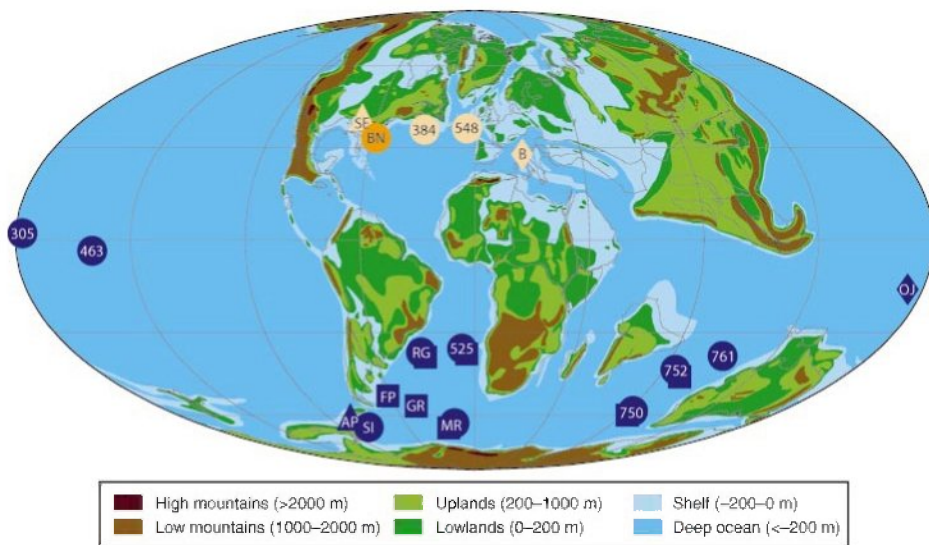 SE
BN
384
548
B
305
463
OJ
RG
525
752
761
FP
GR
750
AP
SI
MR
High mountains (>2000 m)
Uplands (200–1000 m)
Shelf (–200–0 m)
Low mountains (1000–2000 m)
Lowlands (0–200 m)
Deep ocean (<–200 m)